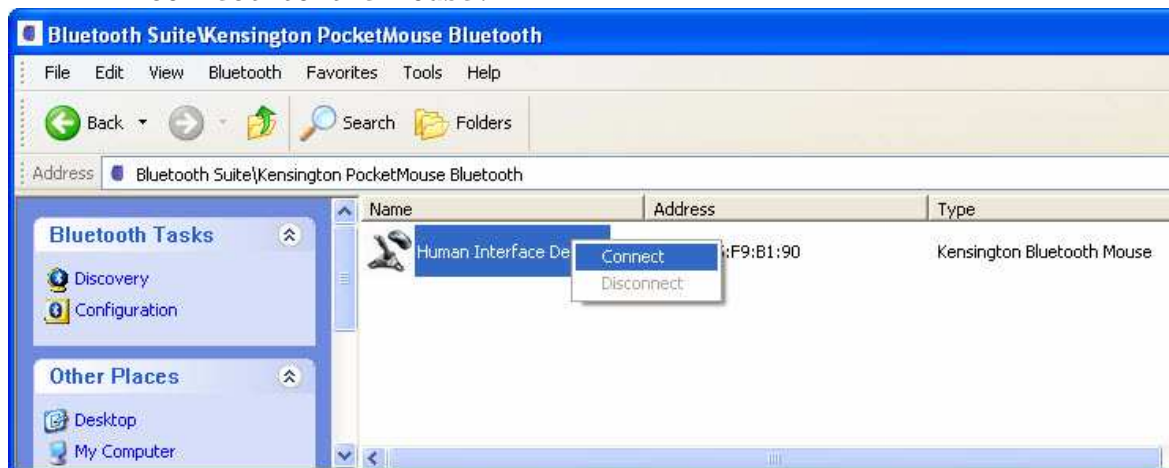 Bluetooth Suite\Kensington PocketMouse Bluetooth
File Edit View Bluetooth Favorites Tools Help
Back Search Folders
Address Bluetooth Suite\Kensington PocketMouse Bluetooth
Name Address Type
Bluetooth Tasks
Human Interface De :F9:B1:90 Kensington Bluetooth Mouse
Connect
Disconnect
Discovery
Configuration
Other Places
Desktop
My Computer